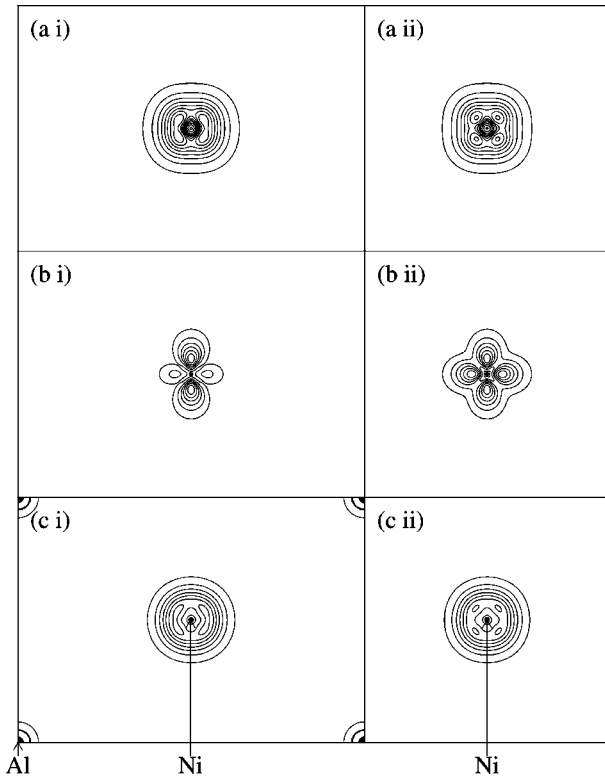 (a i)
(a ii)
(b i)
(b ii)
(c i)
(c ii)
Al
Ni
Ni